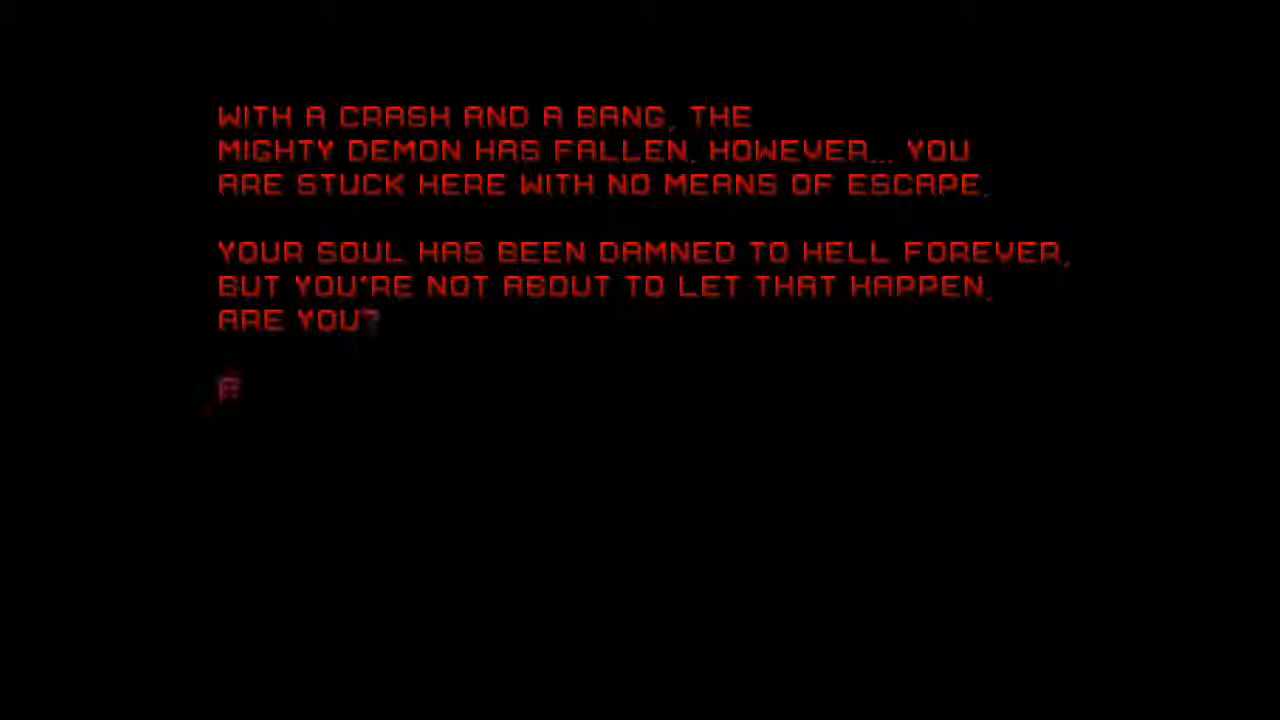 WITH A CRASH AND A BANG, THE
MIGHTY DEMON HAS FALLEN. HOWEVER... YOU
ARE STUCK HERE WITH NO MEANS OF ESCAPE.
YOUR SOUL HAS BEEN DAMNED TO HELL FOREVER,
BUT YOU'RE NOT ABOUT TO LET THAT HAPPEN,
ARE YOU?